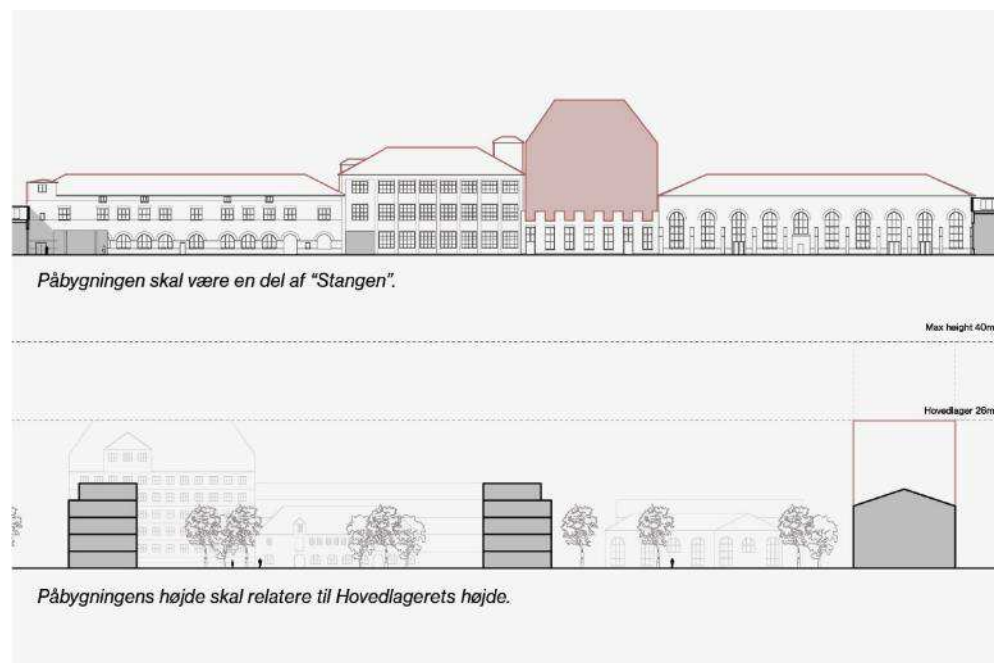 Påbygningen skal være en del af “Stangen”.
Max height 40m
Hovedlager 26m
Påbygningens højde skal relatere til Hovedlagerets højde.